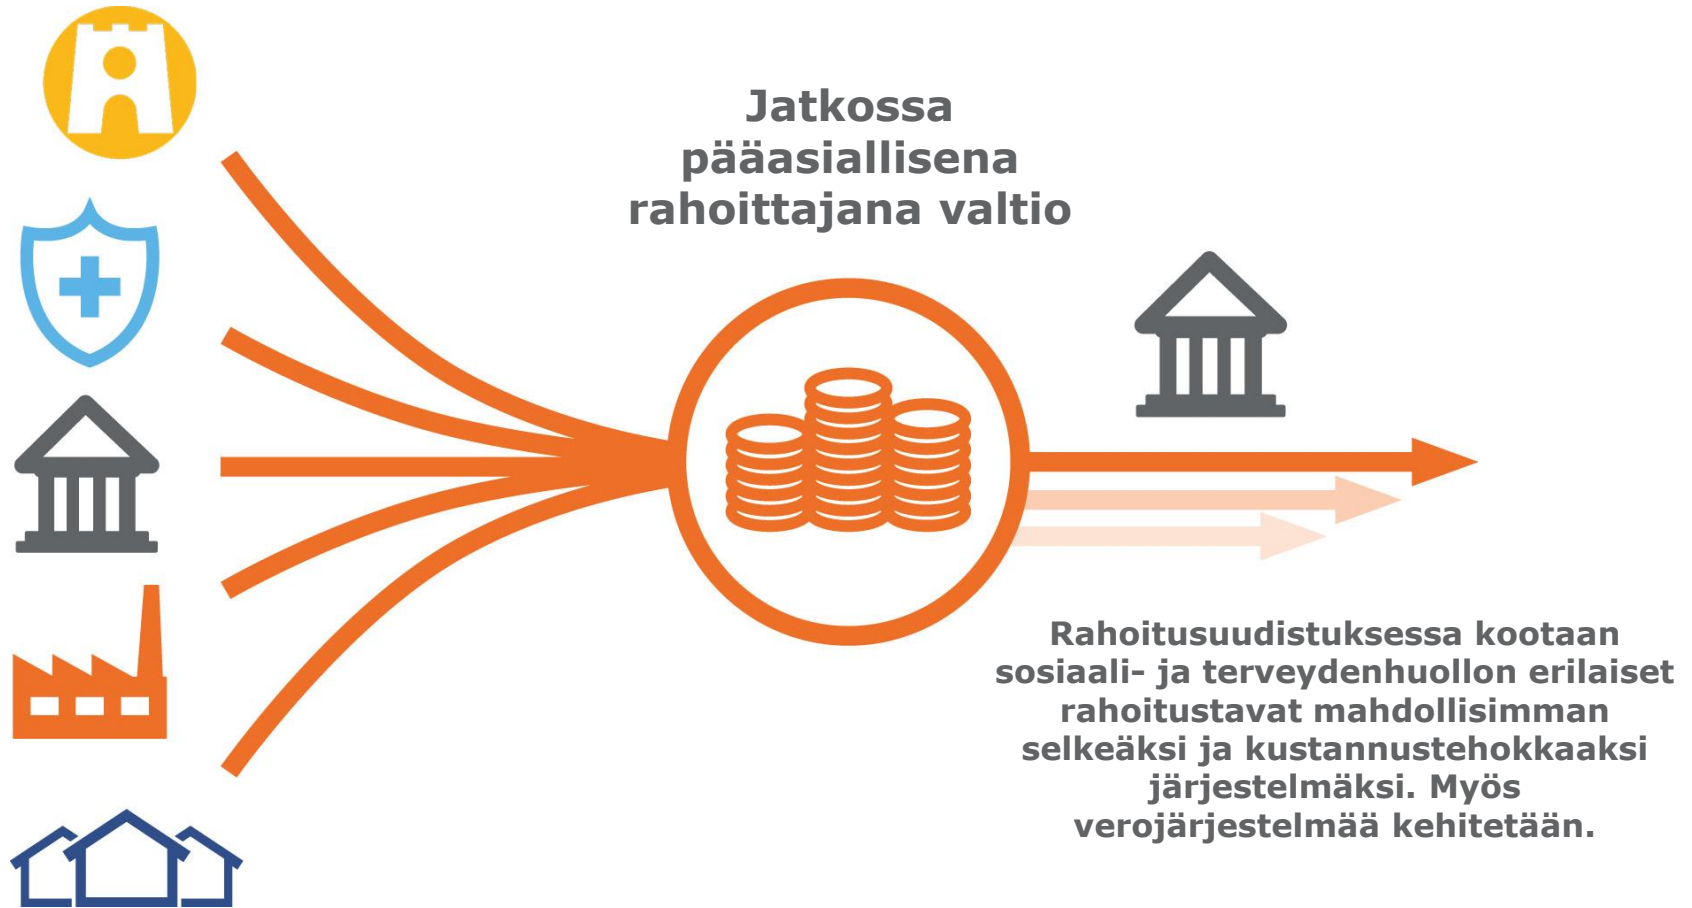 Jatkossa
pääasiallisena
rahoittajana valtio
Rahoitusuudistuksessa kootaan
sosiaali- ja terveydenhuollon erilaiset
rahoitustavat mahdollisimman
selkeäksi ja kustannustehokkaaksi
järjestelmäksi. Myös
verojärjestelmää kehitetään.